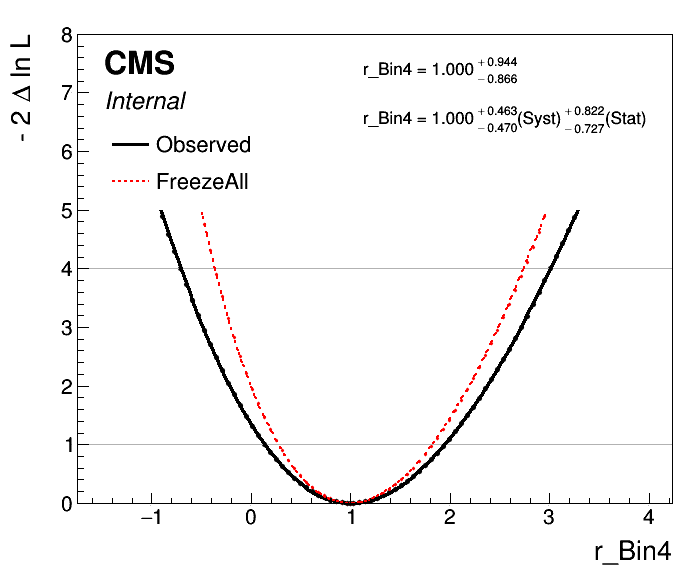 - 2 Δ ln L
8
7
6
5
4
3
2
1
0
CMS
Internal
Observed
FreezeAll
r_Bin4 = 1.000 +0.944 −0.866
r_Bin4 = 1.000 +0.463 −0.470 (Syst) +0.822 −0.727 (Stat)
−1 0 1 2 3 4
r_Bin4